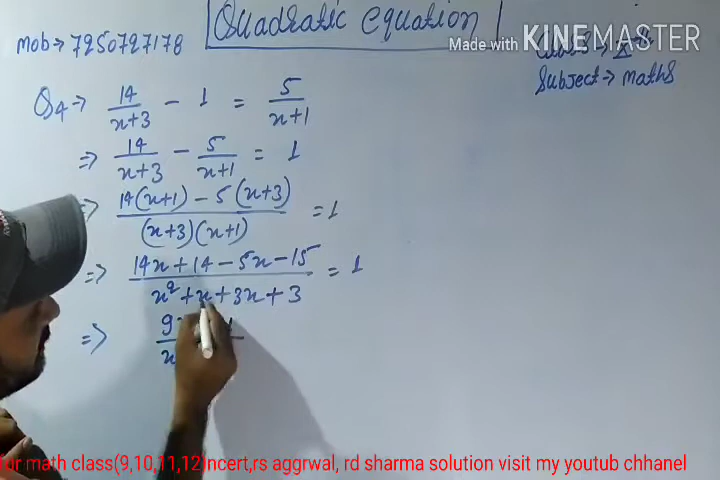 Quadratic equation
Mob → 7250727178
Made with KINEMASTER
Subject → maths
Q4 → 14/(x+3) - 1 = 5/(x+1)
⇒ 14/(x+3) - 5/(x+1) = 1
⇒ (14(x+1) - 5(x+3))/((x+3)(x+1)) = 1
⇒ (14x + 14 - 5x - 15)/(x² + x + 3x + 3) = 1
⇒ 9
for math class(9,10,11,12)ncert,rs aggrwal, rd sharma solution visit my youtub chhanel